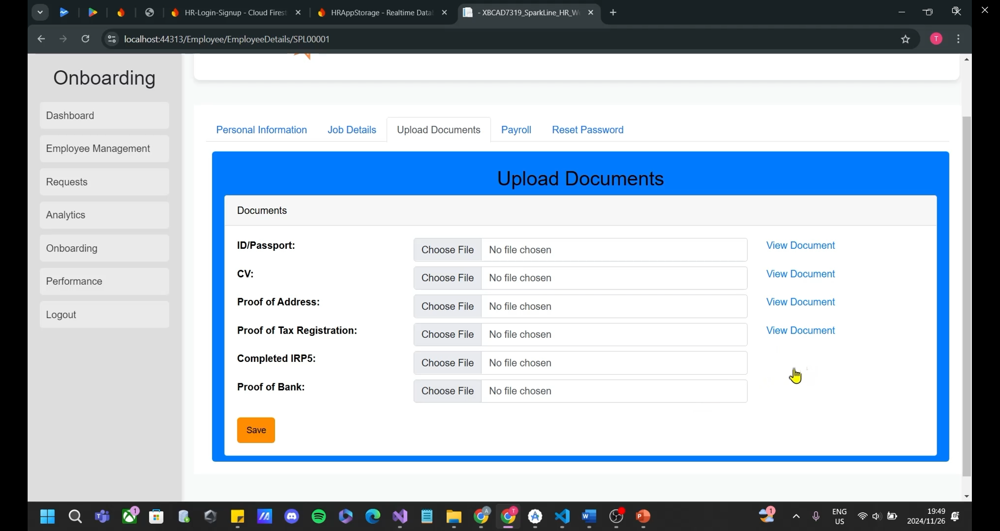 HR-Login-Signup - Cloud Firest
HRAppStorage - Realtime Data
- XBCAD7319_SparkLine_HR_W
localhost:44313/Employee/EmployeeDetails/SPL00001
T
Onboarding
Dashboard
Employee Management
Requests
Analytics
Onboarding
Performance
Logout
Personal Information
Job Details
Upload Documents
Payroll
Reset Password
Upload Documents
Documents
ID/Passport: Choose File No file chosen View Document
CV: Choose File No file chosen View Document
Proof of Address: Choose File No file chosen View Document
Proof of Tax Registration: Choose File No file chosen View Document
Completed IRP5: Choose File No file chosen
Proof of Bank: Choose File No file chosen
Save
1
A
T
W
P
1
ENG
US
19:49
2024/11/26